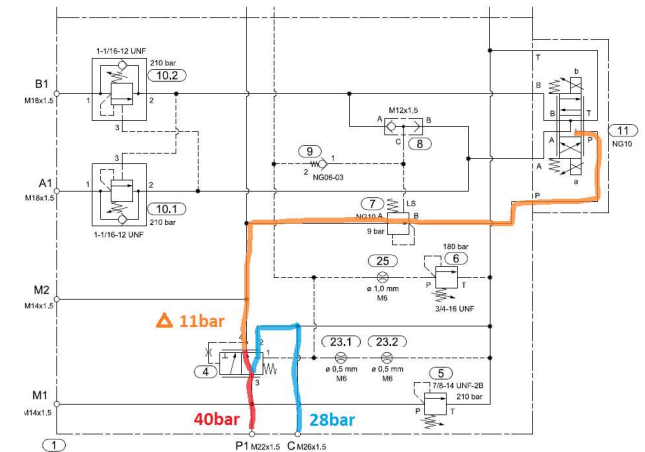 1-1/16-12 UNF
210 bar
10.2
B1
M18x1.5
1
2
3
T
b
B
B
T
11
NG10
A
P
A
a
P
M12x1,5
A
B
C
8
9
1
2
NG06-03
3
A1
M18x1.5
1
2
10.1
210 bar
1-1/16-12 UNF
7
LS
NG10
A
B
9 bar
180 bar
25
6
P
T
ø 1,0 mm
M6
3/4-16 UNF
M2
M14x1.5
Δ 11bar
4
2
1
3
4
23.1
23.2
ø 0,5 mm
M6
ø 0,5 mm
M6
5
7/8-14 UNF-2B
210 bar
P
T
M1
M14x1.5
40bar
28bar
1
P1 M22x1.5
C M26x1.5